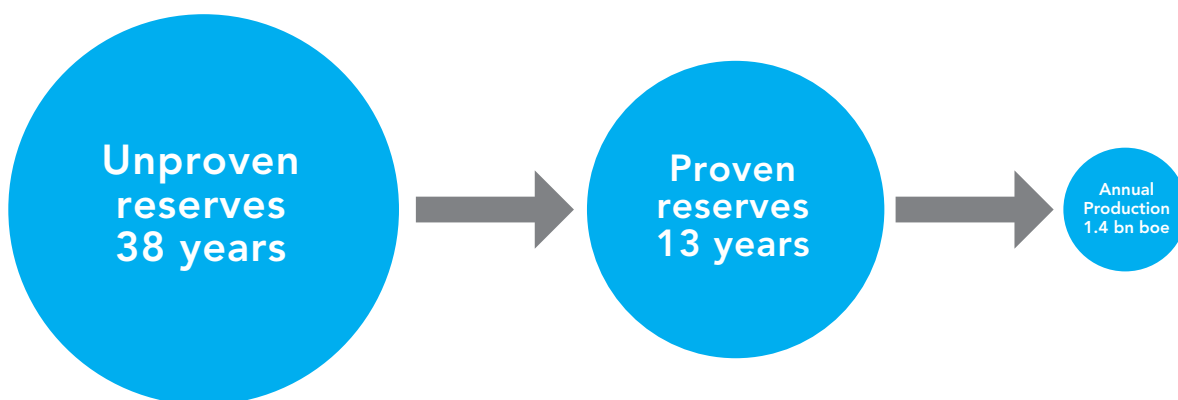 Unproven
reserves
38 years
Proven
reserves
13 years
Annual
Production
1.4 bn boe